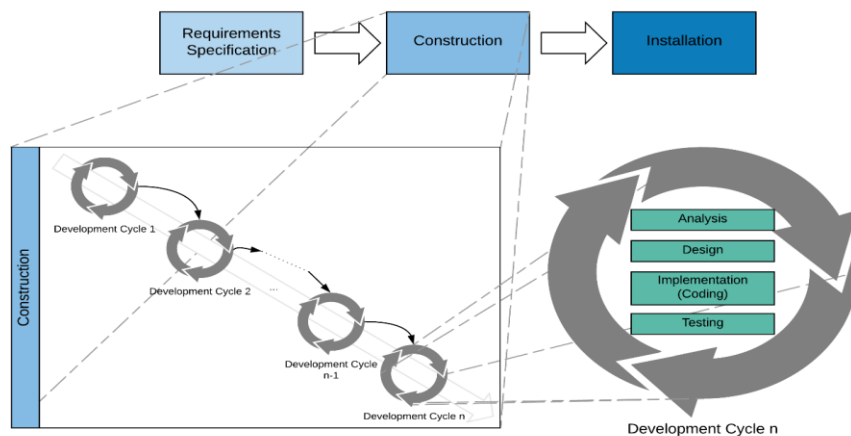 Requirements
Specification
Construction
Installation
Construction
Development Cycle 1
Development Cycle 2
...
Development Cycle
n-1
Development Cycle n
Analysis
Design
Implementation
(Coding)
Testing
Development Cycle n